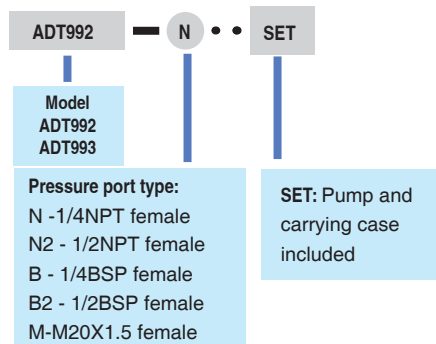 ADT992 — N •• SET
Model
ADT992
ADT993
Pressure port type:
N -1/4NPT female
N2 - 1/2NPT female
B - 1/4BSP female
B2 - 1/2BSP female
M-M20X1.5 female
SET: Pump and
carrying case
included